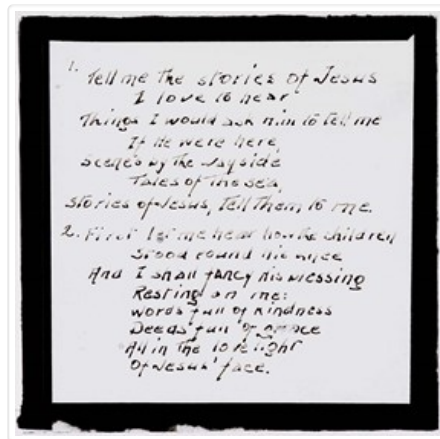 1. Tell me the stories of Jesus
I love to hear
Things I would ask him to tell me
If He were here,
Scenes by the wayside
Tales of the sea,
Stories of Jesus, Tell them to me.
2. First let me hear how the children
Stood round his knee
And I shall fancy his blessing
Resting on me:
Words full of kindness
Deeds full of grace
All in the lovelight
Of Jesus' face.